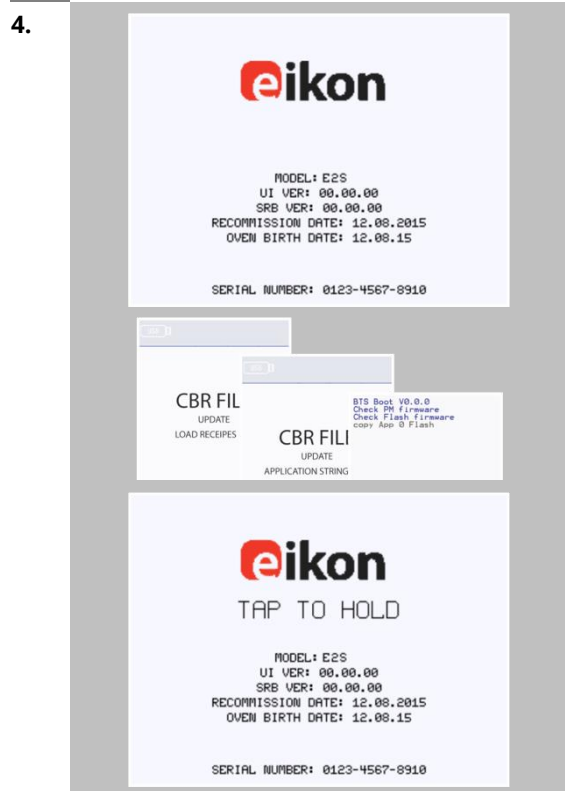 4.
eikon
MODEL: E2S
UI VER: 00.00.00
SRB VER: 00.00.00
RECOMMISSION DATE: 12.08.2015
OVEN BIRTH DATE: 12.08.15
SERIAL NUMBER: 0123-4567-8910
CBR FIL
UPDATE
LOAD RECEIPES
CBR FILI
UPDATE
APPLICATION STRING
BTS Boot V0.0.0
Check PM firmware
Check Flash firmware
copy App 0 Flash
eikon
TAP TO HOLD
MODEL: E2S
UI VER: 00.00.00
SRB VER: 00.00.00
RECOMMISSION DATE: 12.08.2015
OVEN BIRTH DATE: 12.08.15
SERIAL NUMBER: 0123-4567-8910